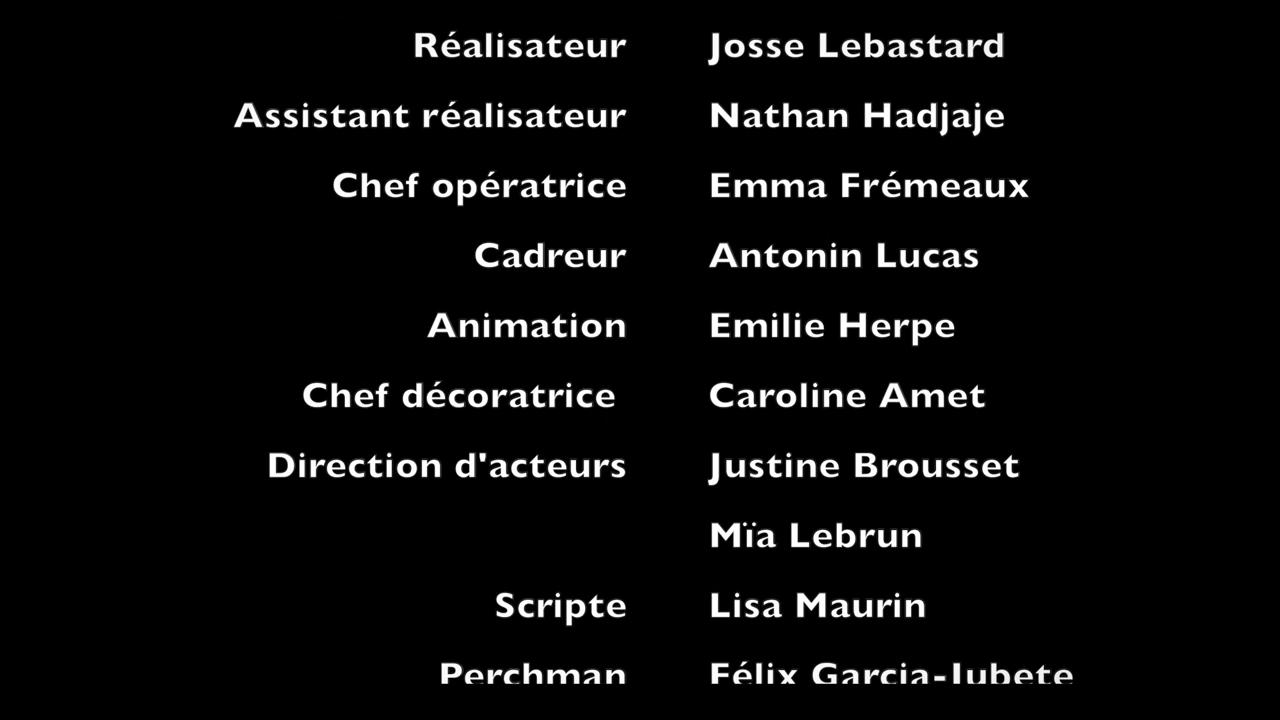 Réalisateur Josse Lebastard
Assistant réalisateur Nathan Hadjaje
Chef opératrice Emma Frémeaux
Cadreur Antonin Lucas
Animation Emilie Herpe
Chef décoratrice Caroline Amet
Direction d'acteurs Justine Brousset
Mïa Lebrun
Scripte Lisa Maurin
Perchman Félix Garcia-Jubete